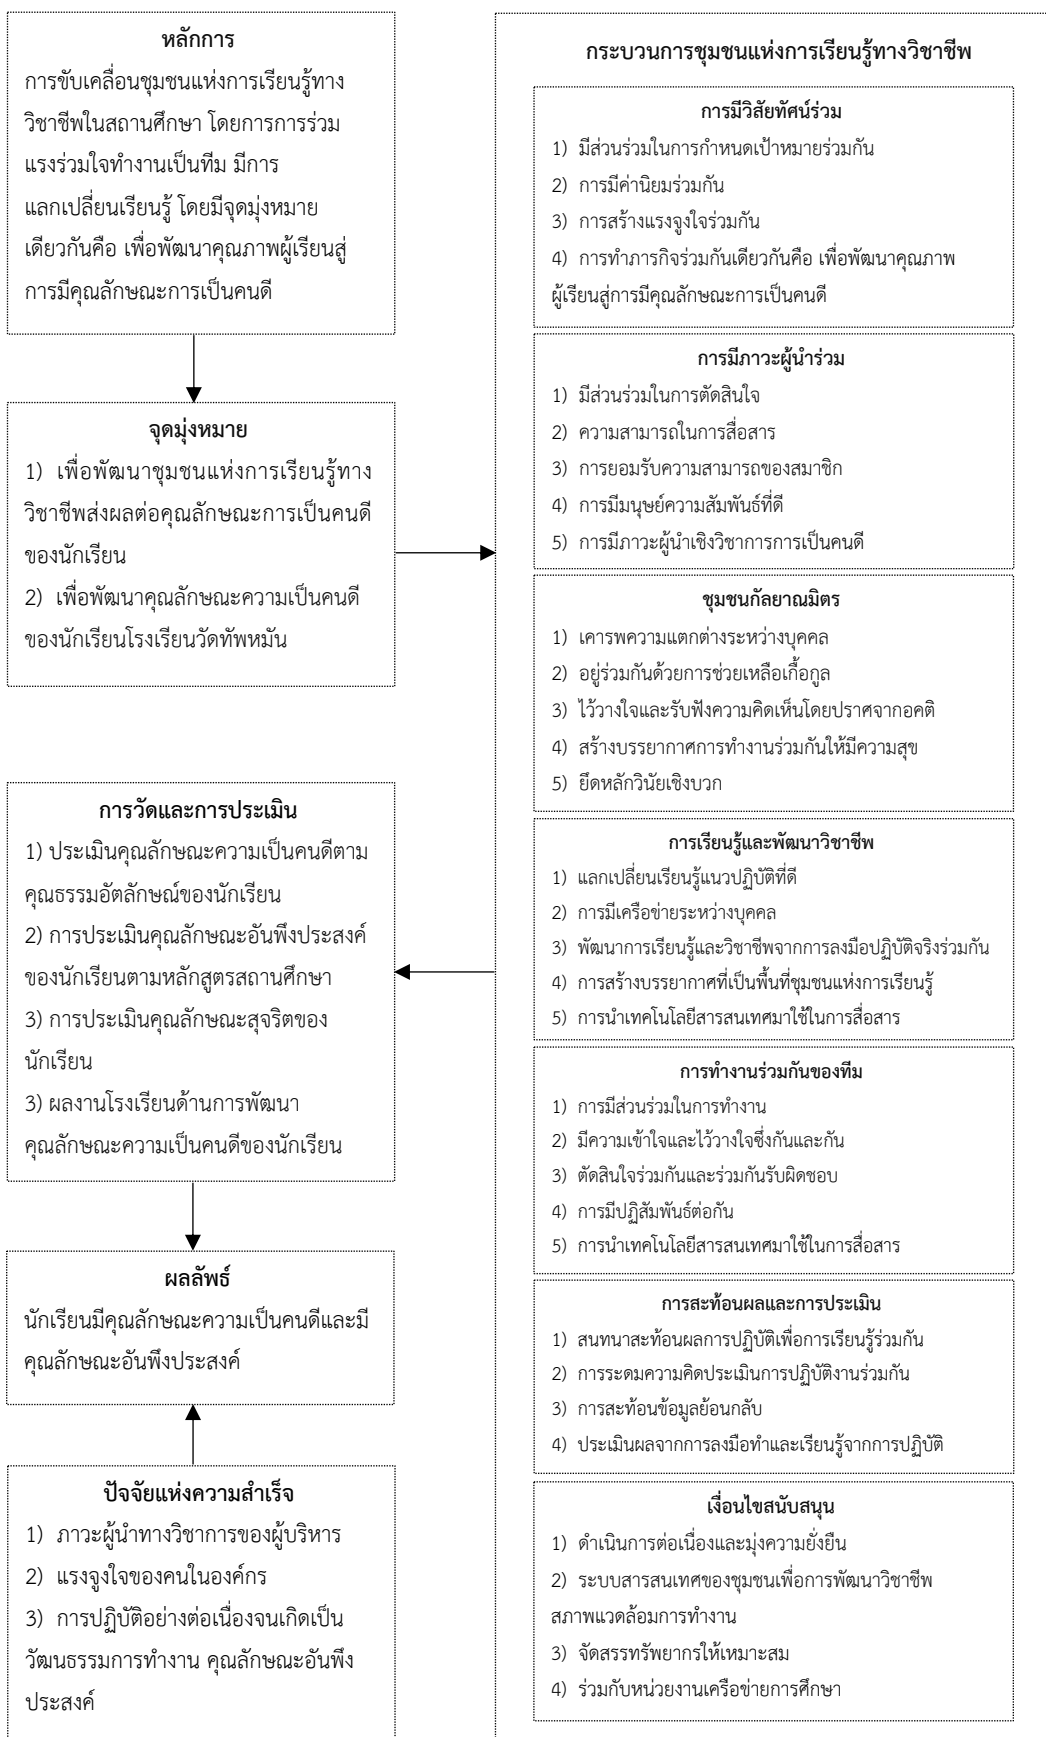 หลักการ
การขับเคลื่อนชุมชนแห่งการเรียนรู้ทาง
วิชาชีพในสถานศึกษา โดยการการร่วม
แรงร่วมใจทำงานเป็นทีม มีการ
แลกเปลี่ยนเรียนรู้ โดยมีจุดมุ่งหมาย
เดียวกันคือ เพื่อพัฒนาคุณภาพผู้เรียนสู่
การมีคุณลักษณะการเป็นคนดี
จุดมุ่งหมาย
1) เพื่อพัฒนาชุมชนแห่งการเรียนรู้ทาง
วิชาชีพส่งผลต่อคุณลักษณะการเป็นคนดี
ของนักเรียน
2) เพื่อพัฒนาคุณลักษณะความเป็นคนดี
ของนักเรียนโรงเรียนวัดทัพหมัน
การวัดและการประเมิน
1) ประเมินคุณลักษณะความเป็นคนดีตาม
คุณธรรมอัตลักษณ์ของนักเรียน
2) การประเมินคุณลักษณะอันพึงประสงค์
ของนักเรียนตามหลักสูตรสถานศึกษา
3) การประเมินคุณลักษณะสุจริตของ
นักเรียน
3) ผลงานโรงเรียนด้านการพัฒนา
คุณลักษณะความเป็นคนดีของนักเรียน
ผลลัพธ์
นักเรียนมีคุณลักษณะความเป็นคนดีและมี
คุณลักษณะอันพึงประสงค์
ปัจจัยแห่งความสำเร็จ
1) ภาวะผู้นำทางวิชาการของผู้บริหาร
2) แรงจูงใจของคนในองค์กร
3) การปฏิบัติอย่างต่อเนื่องจนเกิดเป็น
วัฒนธรรมการทำงาน คุณลักษณะอันพึง
ประสงค์
กระบวนการชุมชนแห่งการเรียนรู้ทางวิชาชีพ
การมีวิสัยทัศน์ร่วม
1) มีส่วนร่วมในการกำหนดเป้าหมายร่วมกัน
2) การมีค่านิยมร่วมกัน
3) การสร้างแรงจูงใจร่วมกัน
4) การทำภารกิจร่วมกันเดียวกันคือ เพื่อพัฒนาคุณภาพ
ผู้เรียนสู่การมีคุณลักษณะการเป็นคนดี
การมีภาวะผู้นำร่วม
1) มีส่วนร่วมในการตัดสินใจ
2) ความสามารถในการสื่อสาร
3) การยอมรับความสามารถของสมาชิก
4) การมีมนุษย์ความสัมพันธ์ที่ดี
5) การมีภาวะผู้นำเชิงวิชาการการเป็นคนดี
ชุมชนกัลยาณมิตร
1) เคารพความแตกต่างระหว่างบุคคล
2) อยู่ร่วมกันด้วยการช่วยเหลือเกื้อกูล
3) ไว้วางใจและรับฟังความคิดเห็นโดยปราศจากอคติ
4) สร้างบรรยากาศการทำงานร่วมกันให้มีความสุข
5) ยึดหลักวินัยเชิงบวก
การเรียนรู้และพัฒนาวิชาชีพ
1) แลกเปลี่ยนเรียนรู้แนวปฏิบัติที่ดี
2) การมีเครือข่ายระหว่างบุคคล
3) พัฒนาการเรียนรู้และวิชาชีพจากการลงมือปฏิบัติจริงร่วมกัน
4) การสร้างบรรยากาศที่เป็นพื้นที่ชุมชนแห่งการเรียนรู้
5) การนำเทคโนโลยีสารสนเทศมาใช้ในการสื่อสาร
การทำงานร่วมกันของทีม
1) การมีส่วนร่วมในการทำงาน
2) มีความเข้าใจและไว้วางใจซึ่งกันและกัน
3) ตัดสินใจร่วมกันและร่วมกันรับผิดชอบ
4) การมีปฏิสัมพันธ์ต่อกัน
5) การนำเทคโนโลยีสารสนเทศมาใช้ในการสื่อสาร
การสะท้อนผลและการประเมิน
1) สนทนาสะท้อนผลการปฏิบัติเพื่อการเรียนรู้ร่วมกัน
2) การระดมความคิดประเมินการปฏิบัติงานร่วมกัน
3) การสะท้อนข้อมูลย้อนกลับ
4) ประเมินผลจากการลงมือทำและเรียนรู้จากการปฏิบัติ
เงื่อนไขสนับสนุน
1) ดำเนินการต่อเนื่องและมุ่งความยั่งยืน
2) ระบบสารสนเทศของชุมชนเพื่อการพัฒนาวิชาชีพ
สภาพแวดล้อมการทำงาน
3) จัดสรรทรัพยากรให้เหมาะสม
4) ร่วมกับหน่วยงานเครือข่ายการศึกษา